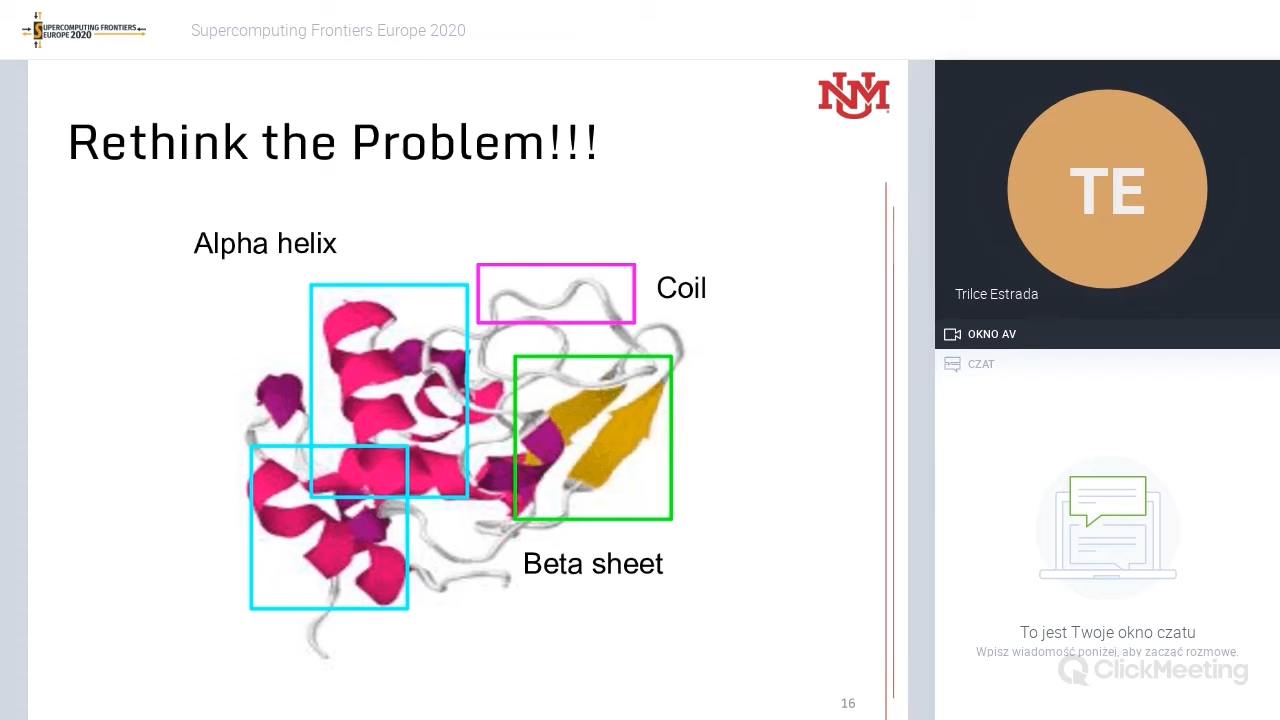 SUPERCOMPUTING FRONTIERS
EUROPE 2020
Supercomputing Frontiers Europe 2020
UNM
Rethink the Problem!!!
Alpha helix
Coil
Beta sheet
16
TE
Trilce Estrada
OKNO AV
CZAT
To jest Twoje okno czatu
Wpisz wiadomość poniżej, aby zacząć rozmowę.
ClickMeeting